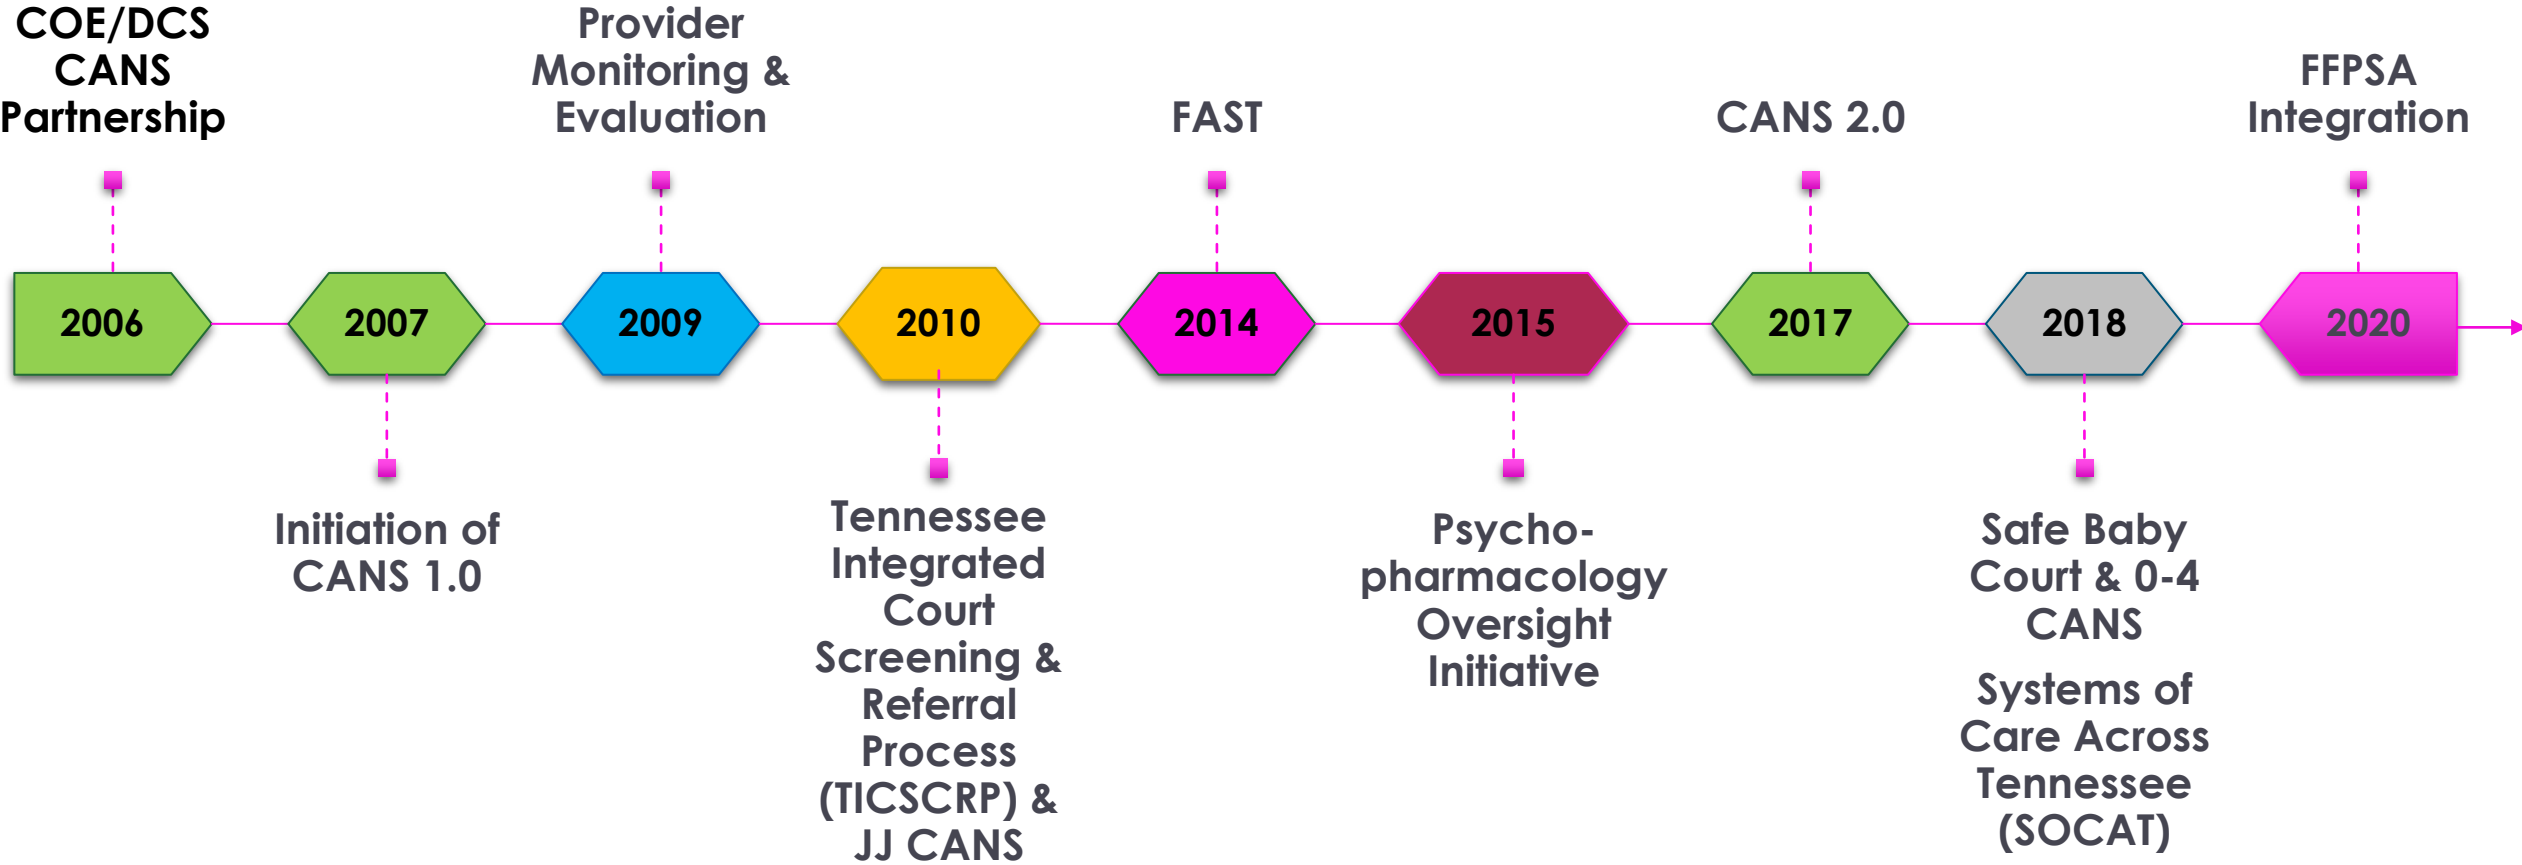 COE/DCS
CANS
Partnership
Provider
Monitoring &
Evaluation
FAST
CANS 2.0
FFPSA
Integration
2006
2007
2009
2010
2014
2015
2017
2018
2020
Initiation of
CANS 1.0
Tennessee
Integrated
Court
Screening &
Referral
Process
(TICSCRP) &
JJ CANS
Psycho-
pharmacology
Oversight
Initiative
Safe Baby
Court & 0-4
CANS
Systems of
Care Across
Tennessee
(SOCAT)